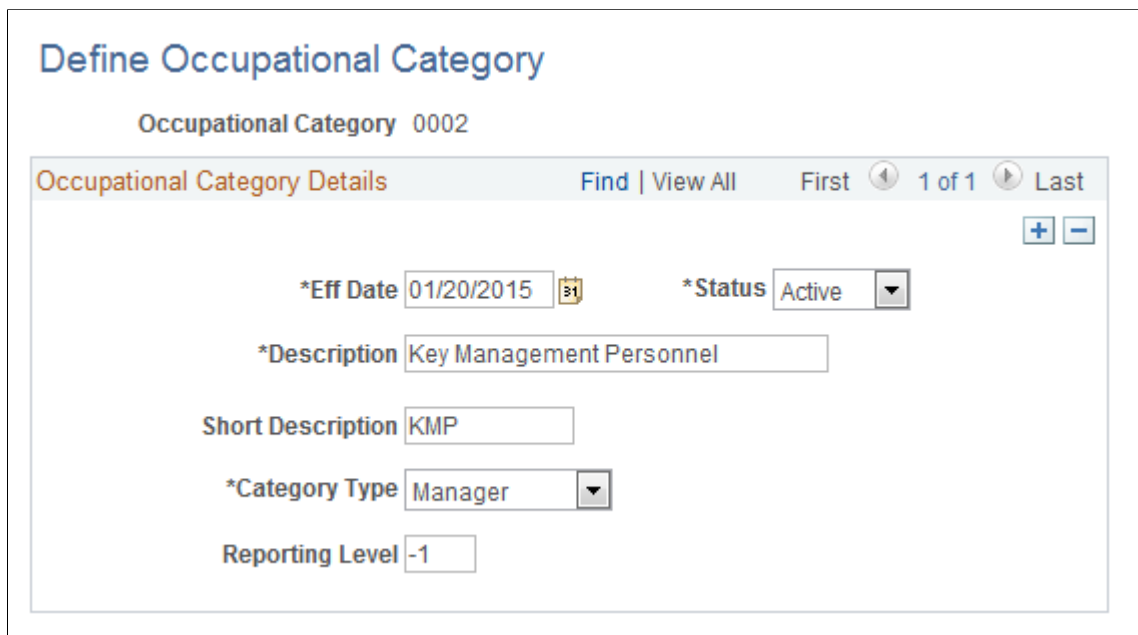 Define Occupational Category
Occupational Category 0002
Occupational Category Details Find | View All First 1 of 1 Last
*Eff Date 01/20/2015 31 *Status Active
*Description Key Management Personnel
Short Description KMP
*Category Type Manager
Reporting Level -1